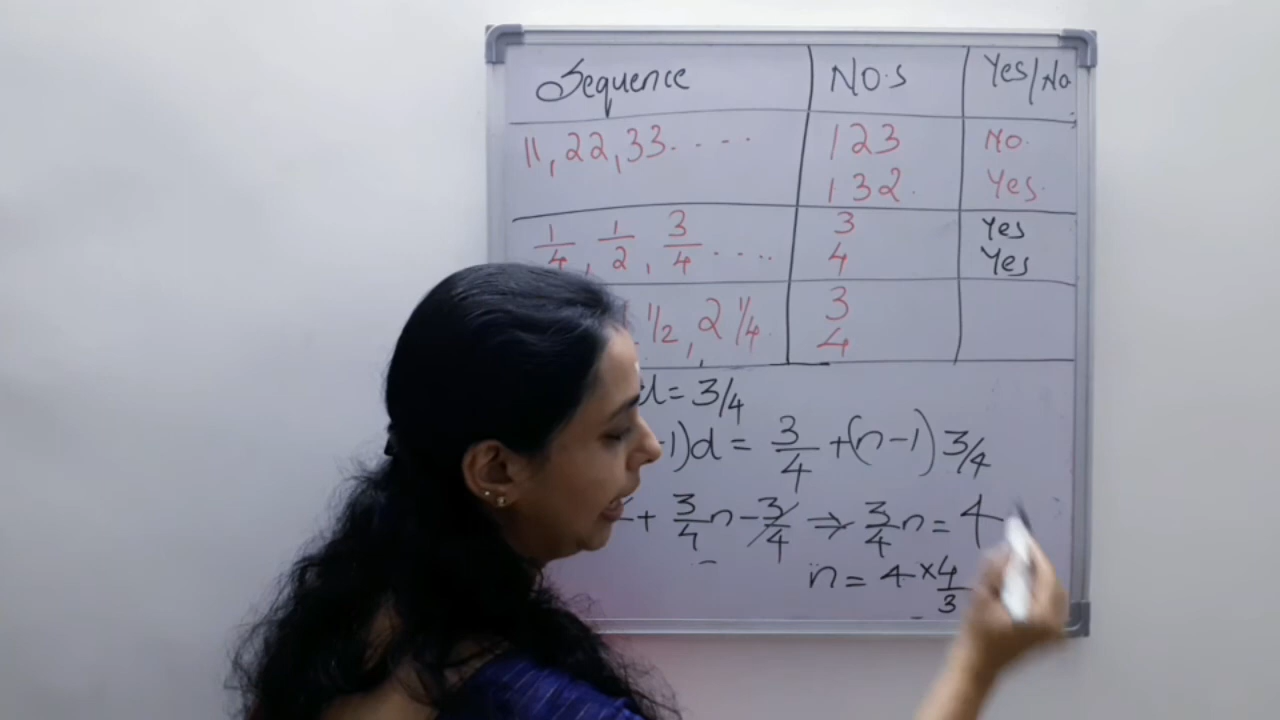 Sequence NO.S Yes/No
11, 22, 33 . . . . 123 No.
132. Yes.
1/4, 1/2, 3/4 . . . . 3 Yes
4 Yes
1/2, 2 1/4. 3
4
d = 3/4
-1)d = 3/4 + (n-1) 3/4
+ 3/4 n - 3/4 ⇒ 3/4 n = 4
n = 4 × 4/3